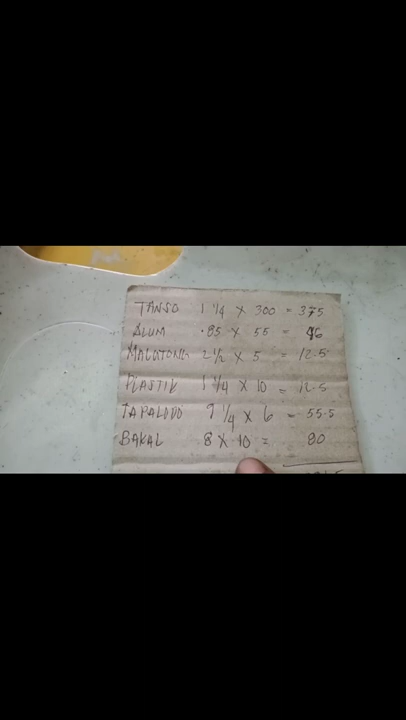 TANSO 1 1/4 X 300 = 375
ALUM .85 X 55 = 46
MALUTONG 2 1/2 X 5 = 12.5
PLASTIK 1 1/4 X 10 = 12.5
TAPALODO 9 1/4 X 6 = 55.5
BAKAL 8 X 10 = 80